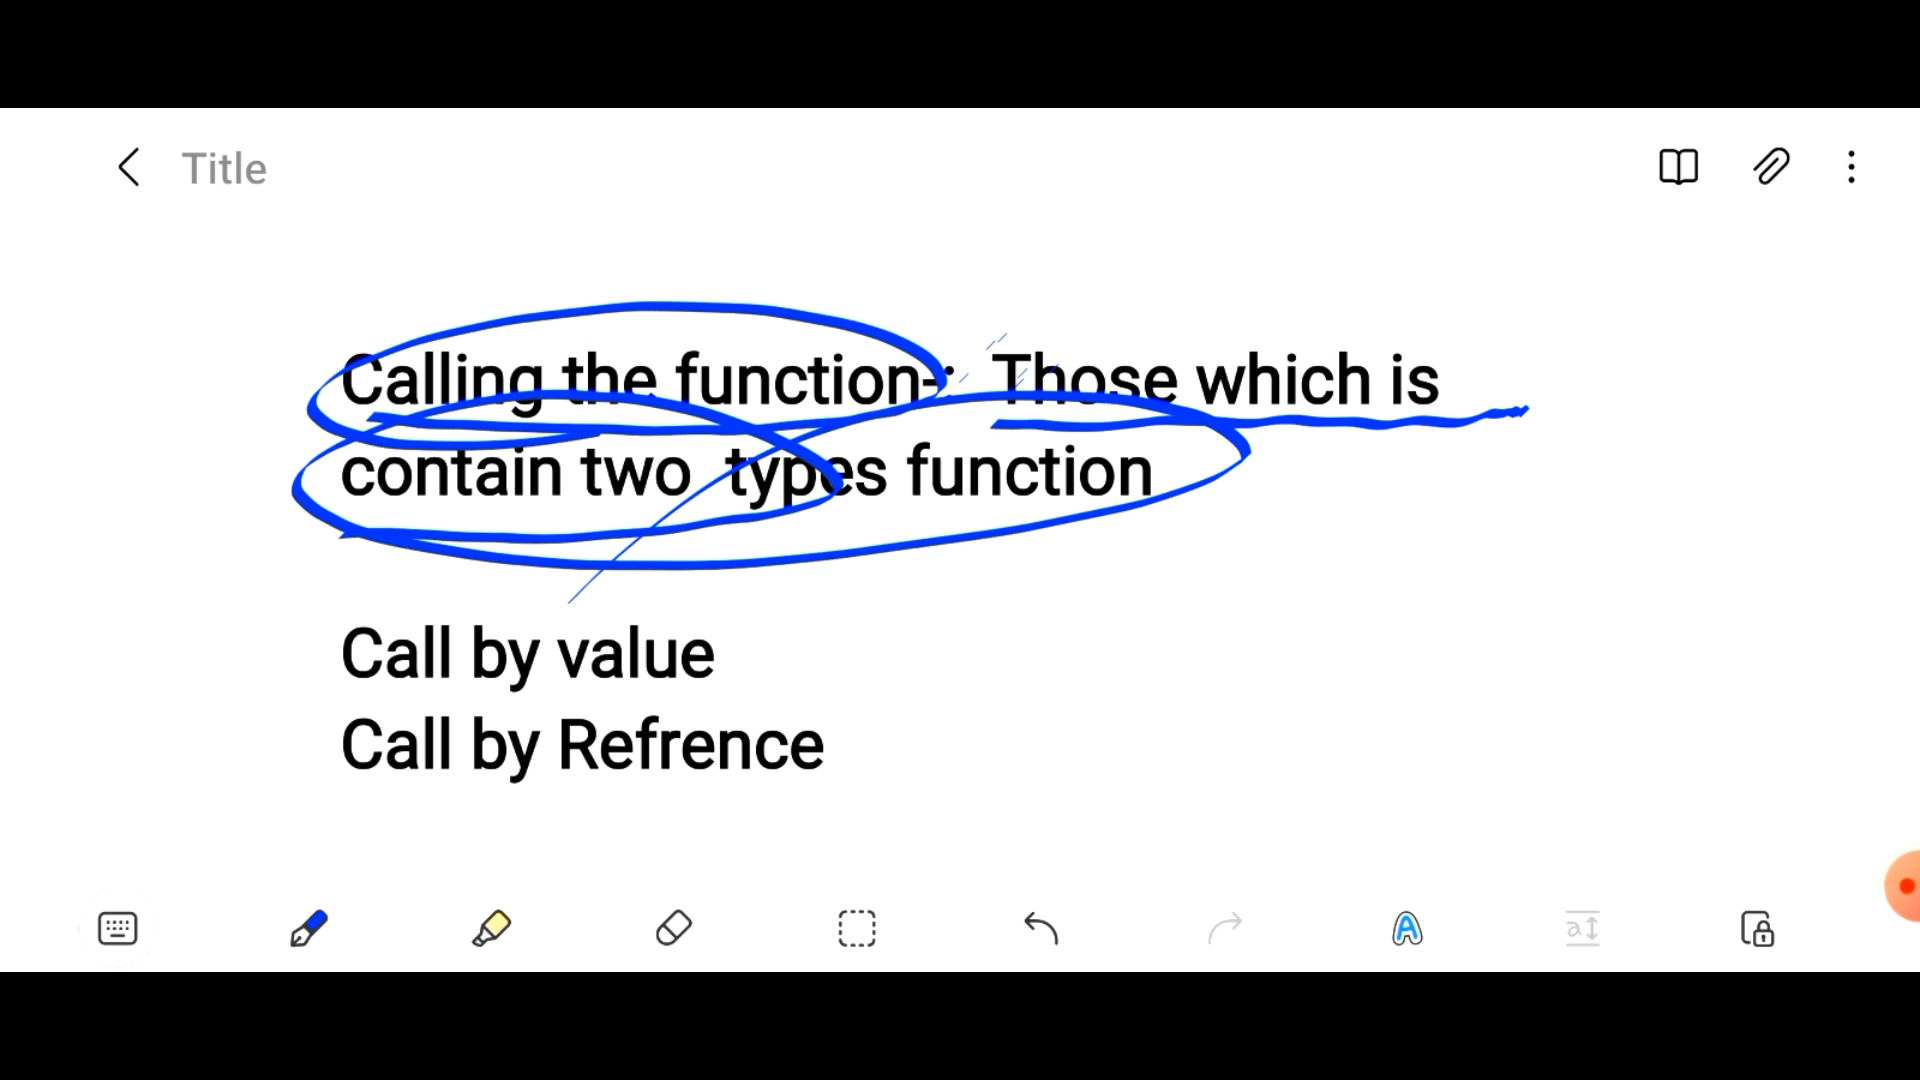 Title
Calling the function-: Those which is
contain two types function
Call by value
Call by Refrence